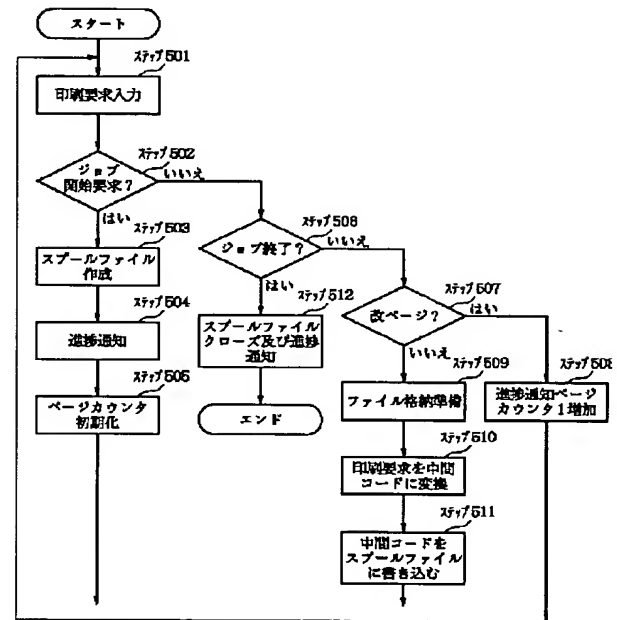 スタート
ステップ501
印刷要求入力
ステップ502
ジョブ
開始要求？
いいえ
はい
ステップ503
スプールファイル
作成
ステップ504
進捗通知
ステップ505
ページカウンタ
初期化
ステップ506
ジョブ終了？
いいえ
はい
ステップ512
スプールファイル
クローズ及び進捗
通知
エンド
ステップ507
改ページ？
はい
いいえ
ステップ508
進捗通知ページ
カウンタ1増加
ステップ509
ファイル格納準備
ステップ510
印刷要求を中間
コードに変換
ステップ511
中間コードを
スプールファイル
に書き込む